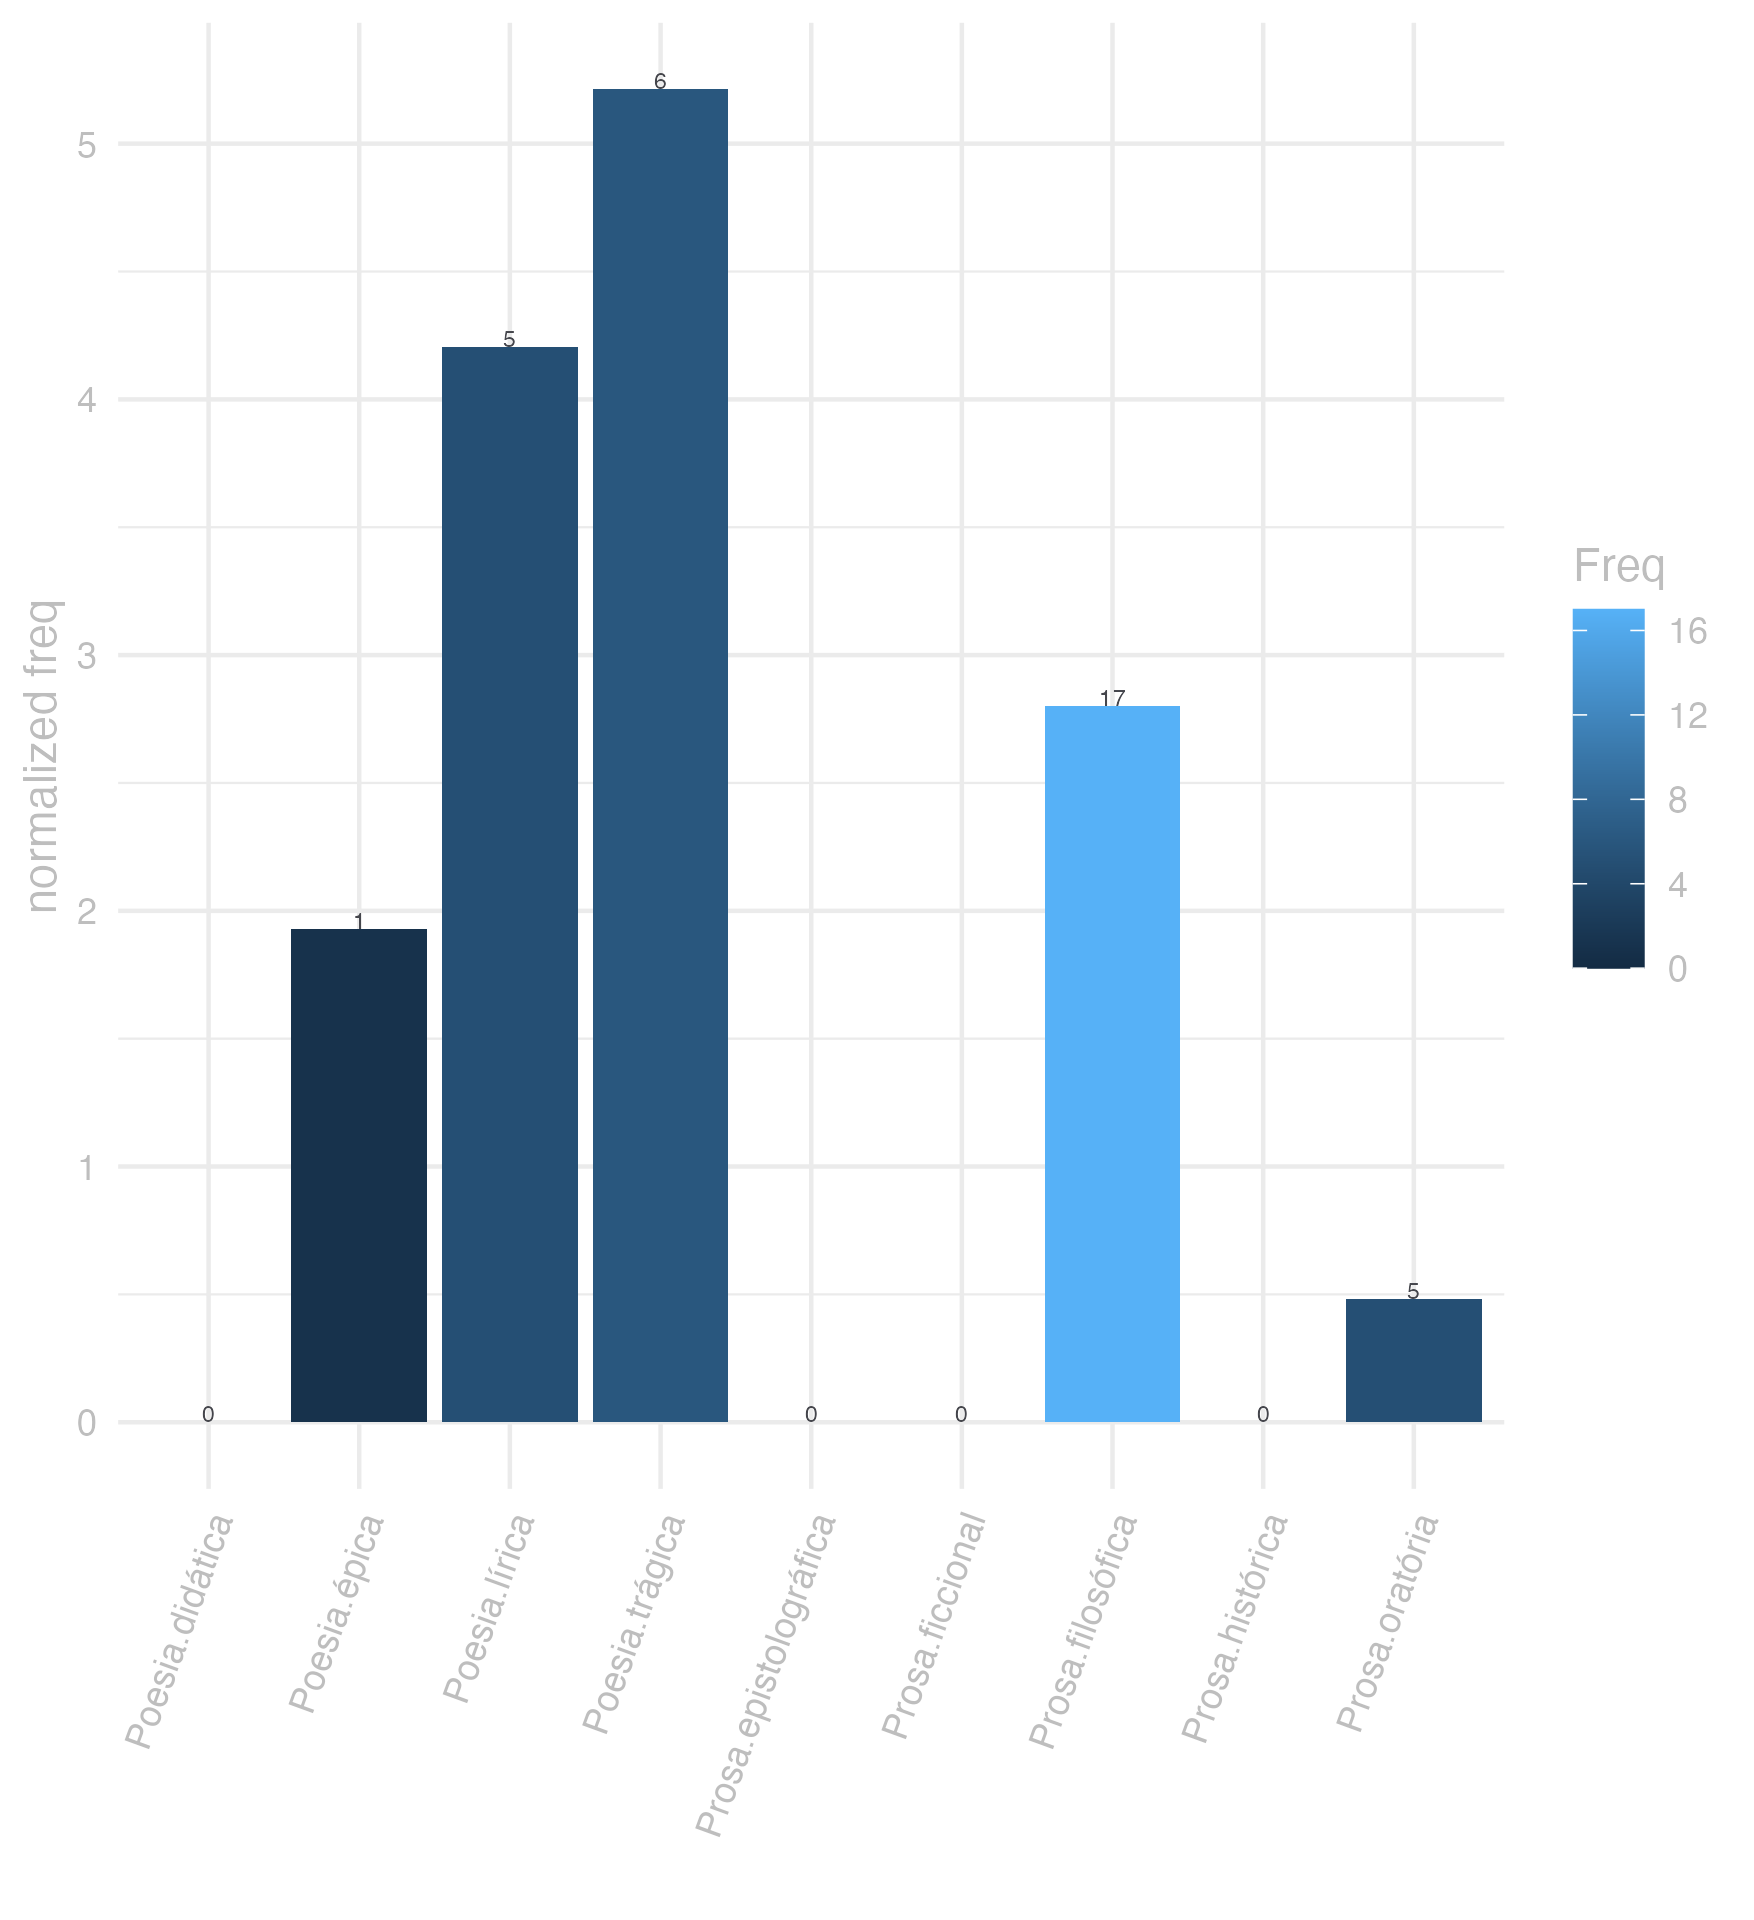 6
5
5
4
3
17
2
1
1
5
0
0
0
0
0
normalized freq
Poesia.didática
Poesia.épica
Poesia.lírica
Poesia.trágica
Prosa.epistolográfica
Prosa.ficcional
Prosa.filosófica
Prosa.histórica
Prosa.oratória
Freq
16
12
8
4
0